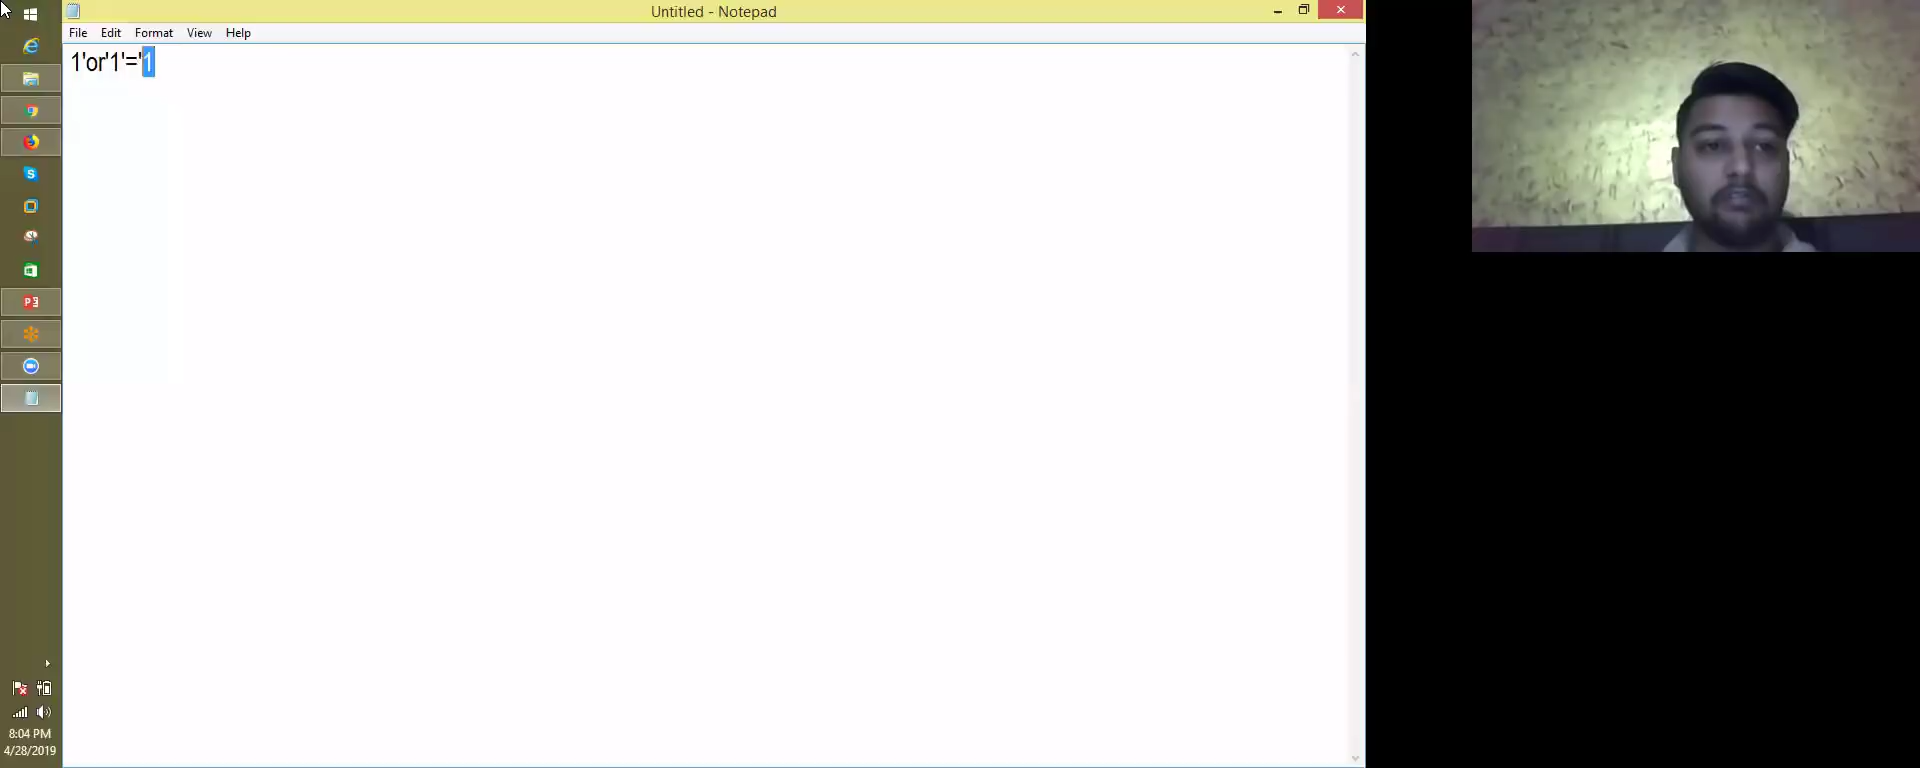 Untitled - Notepad
File Edit Format View Help
1'or'1'='1
8:04 PM
4/28/2019